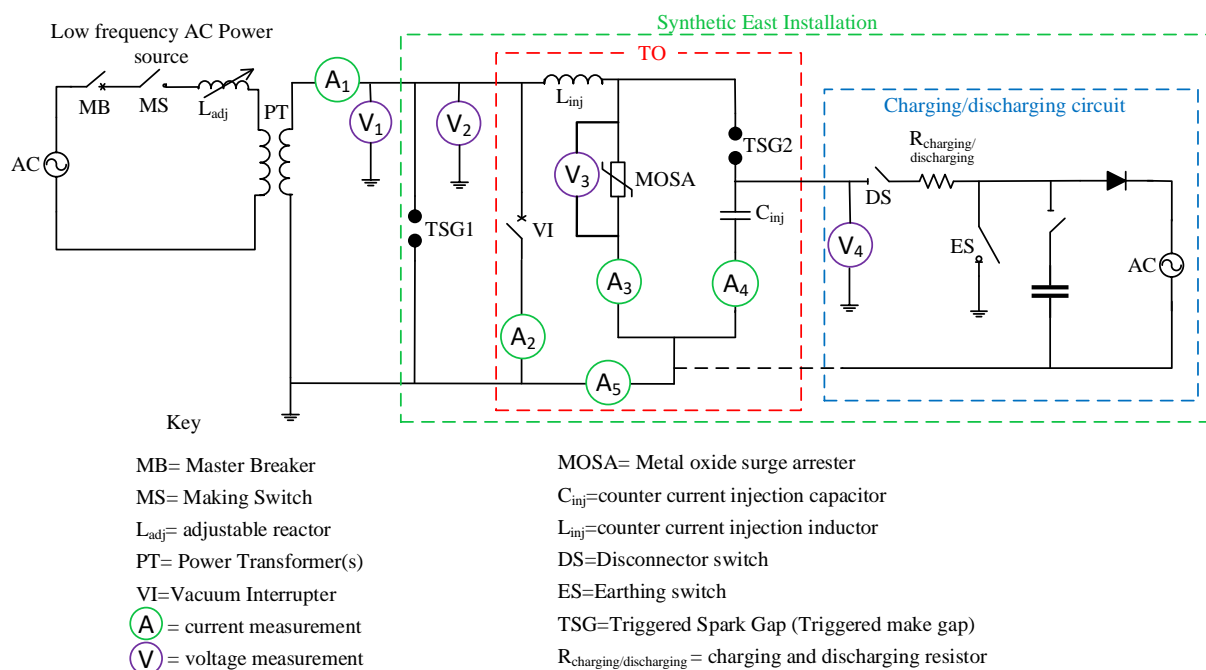 Synthetic East Installation
Low frequency AC Power
source
TO
A1
MB
MS
Ladj
PT
V1
V2
Linj
Charging/discharging circuit
Rcharging/
discharging
TSG2
AC
V3
MOSA
DS
TSG1
VI
Cinj
V4
ES
AC
A3
A4
A2
A5
Key
MB= Master Breaker
MS= Making Switch
Ladj= adjustable reactor
PT= Power Transformer(s)
VI=Vacuum Interrupter
A = current measurement
V = voltage measurement
MOSA= Metal oxide surge arrester
Cinj=counter current injection capacitor
Linj=counter current injection inductor
DS=Disconnector switch
ES=Earthing switch
TSG=Triggered Spark Gap (Triggered make gap)
Rcharging/discharging = charging and discharging resistor